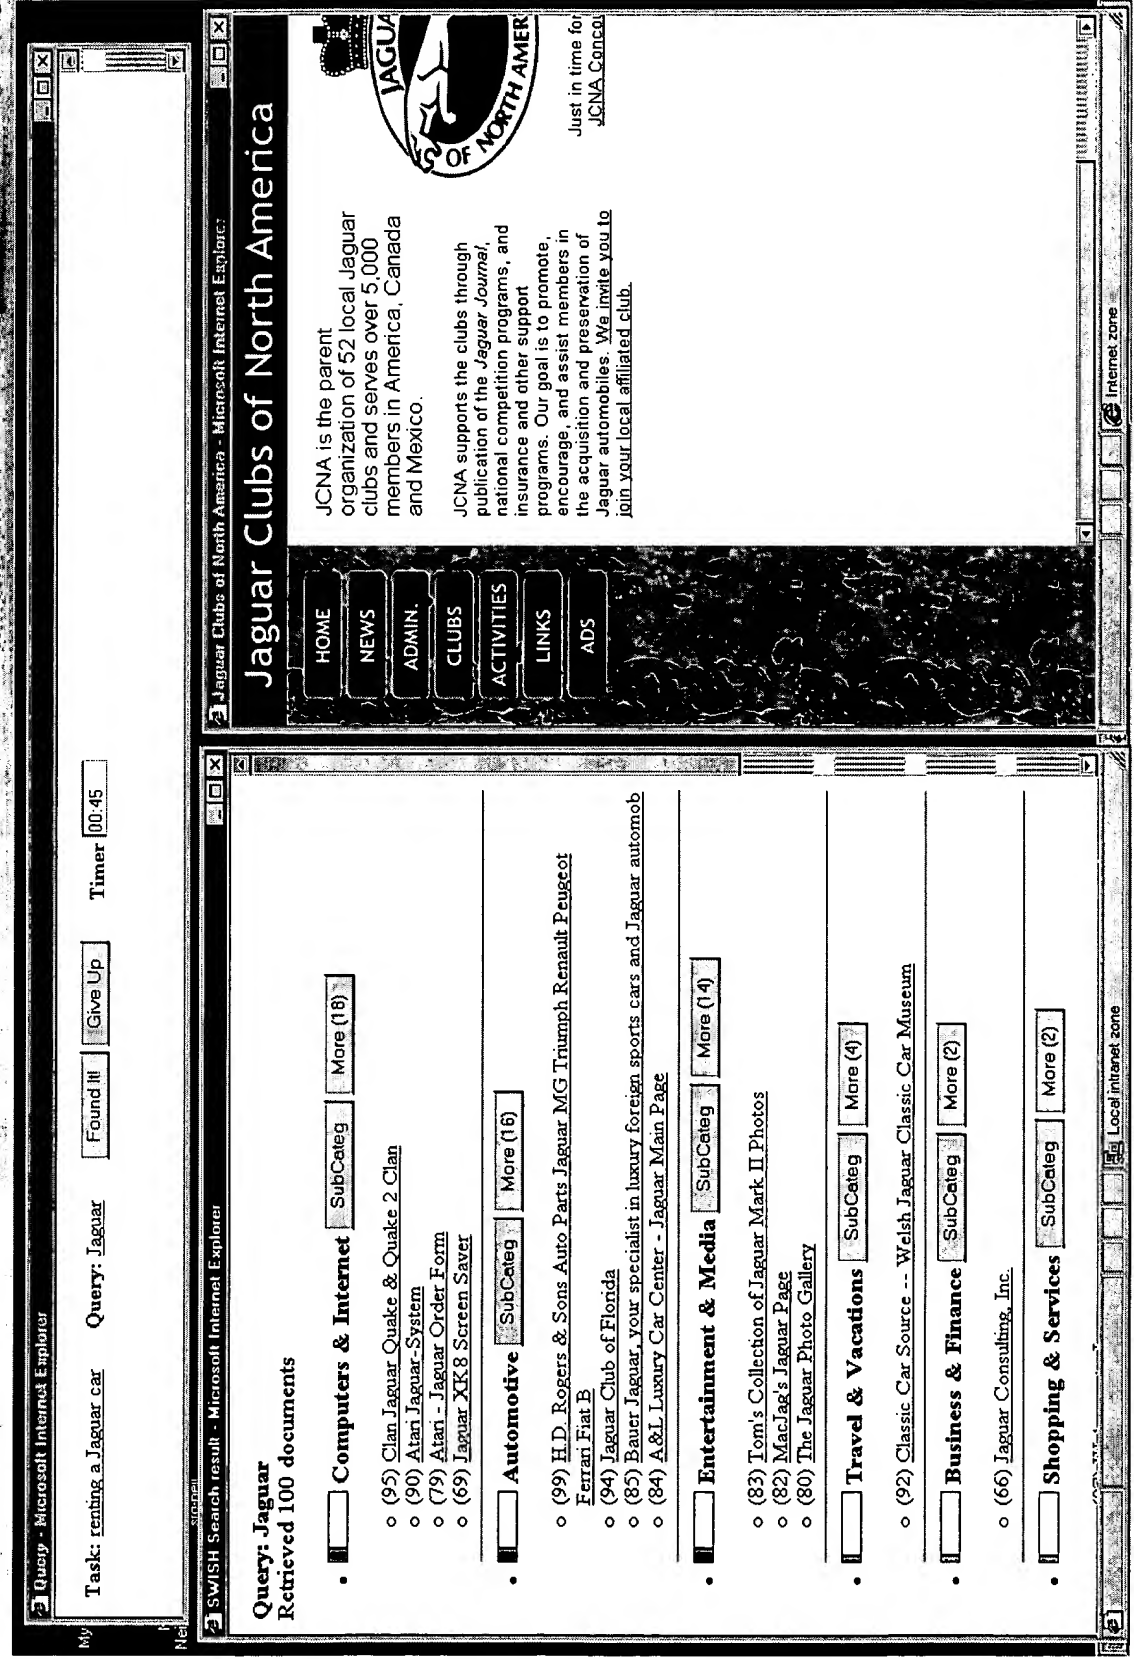 Query - Microsoft Internet Explorer
Task: renting a Jaguar car Query: Jaguar Found It! Give Up Timer 00:45
My
Nei
SWISH Search result - Microsoft Internet Explorer
Query: Jaguar
Retrieved 100 documents
Computers & Internet SubCateg More (18)
(95) Clan Jaguar Quake & Quake 2 Clan
(90) Atari Jaguar-System
(79) Atari - Jaguar Order Form
(69) Jaguar XK8 Screen Saver
Automotive SubCateg More (16)
(99) H.D. Rogers & Sons Auto Parts Jaguar MG Triumph Renault Peugeot
Ferrari Fiat B
(94) Jaguar Club of Florida
(85) Bauer Jaguar, your specialist in luxury foreign sports cars and Jaguar automob
(84) A&L Luxury Car Center - Jaguar Main Page
Entertainment & Media SubCateg More (14)
(83) Tom's Collection of Jaguar Mark II Photos
(82) MacJag's Jaguar Page
(80) The Jaguar Photo Gallery
Travel & Vacations SubCateg More (4)
(92) Classic Car Source -- Welsh Jaguar Classic Car Museum
Business & Finance SubCateg More (2)
(66) Jaguar Consulting, Inc.
Shopping & Services SubCateg More (2)
Local intranet zone
Jaguar Clubs of North America - Microsoft Internet Explorer
Jaguar Clubs of North America
HOME
NEWS
ADMIN.
CLUBS
ACTIVITIES
LINKS
ADS
JCNA is the parent
organization of 52 local Jaguar
clubs and serves over 5,000
members in America, Canada
and Mexico.
JCNA supports the clubs through
publication of the Jaguar Journal,
national competition programs, and
insurance and other support
programs. Our goal is to promote,
encourage, and assist members in
the acquisition and preservation of
Jaguar automobiles. We invite you to
join your local affiliated club.
JAGUA
OF NORTH AMER
Just in time for
JCNA Concou
Internet zone